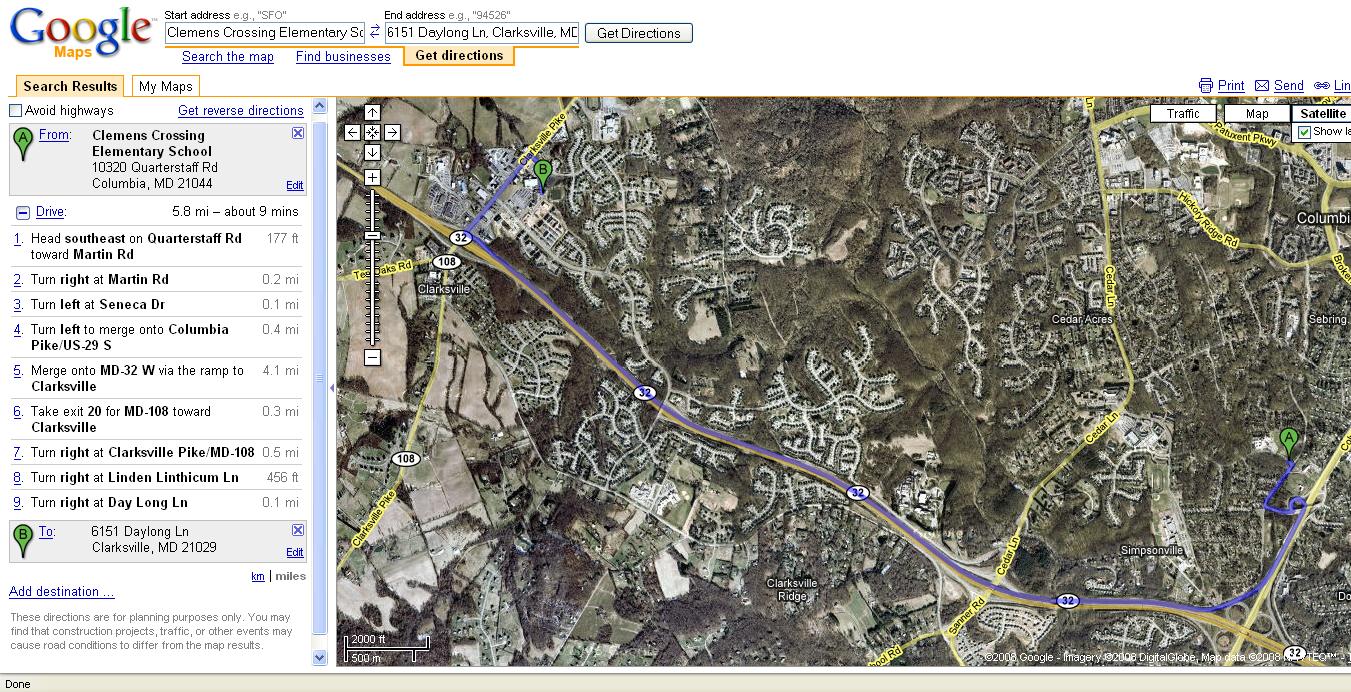 Google
Maps
Start address e.g., "SFO"
End address e.g., "94526"
Clemens Crossing Elementary Sc
6151 Daylong Ln, Clarksville, MD
Get Directions
Search the map
Find businesses
Get directions
Search Results
My Maps
Print
Send
Lin
Avoid highways
Get reverse directions
A
From:
Clemens Crossing
Elementary School
10320 Quarterstaff Rd
Columbia, MD 21044
Edit
Drive:
5.8 mi – about 9 mins
1. Head southeast on Quarterstaff Rd 177 ft
toward Martin Rd
2. Turn right at Martin Rd 0.2 mi
3. Turn left at Seneca Dr 0.1 mi
4. Turn left to merge onto Columbia 0.4 mi
Pike/US-29 S
5. Merge onto MD-32 W via the ramp to 4.1 mi
Clarksville
6. Take exit 20 for MD-108 toward 0.3 mi
Clarksville
7. Turn right at Clarksville Pike/MD-108 0.5 mi
8. Turn right at Linden Linthicum Ln 456 ft
9. Turn right at Day Long Ln 0.1 mi
B
To:
6151 Daylong Ln
Clarksville, MD 21029
Edit
km | miles
Add destination ...
These directions are for planning purposes only. You may
find that construction projects, traffic, or other events may
cause road conditions to differ from the map results.
Traffic
Map
Satellite
Show la
Clarksville Pike
B
Patuxent Pkwy
Hickory Ridge Rd
Columbi
32
108
Clarksville
Cedar Ln
Cedar Acres
Sebring
32
Cedar Ln
A
108
Clarksville Pike
32
Cedar Ln
Simpsonville
Clarksville
Ridge
32
Sanner Rd
32
2000 ft
500 m
©2008 Google - Imagery ©2008 DigitalGlobe, Map data ©2008
Done